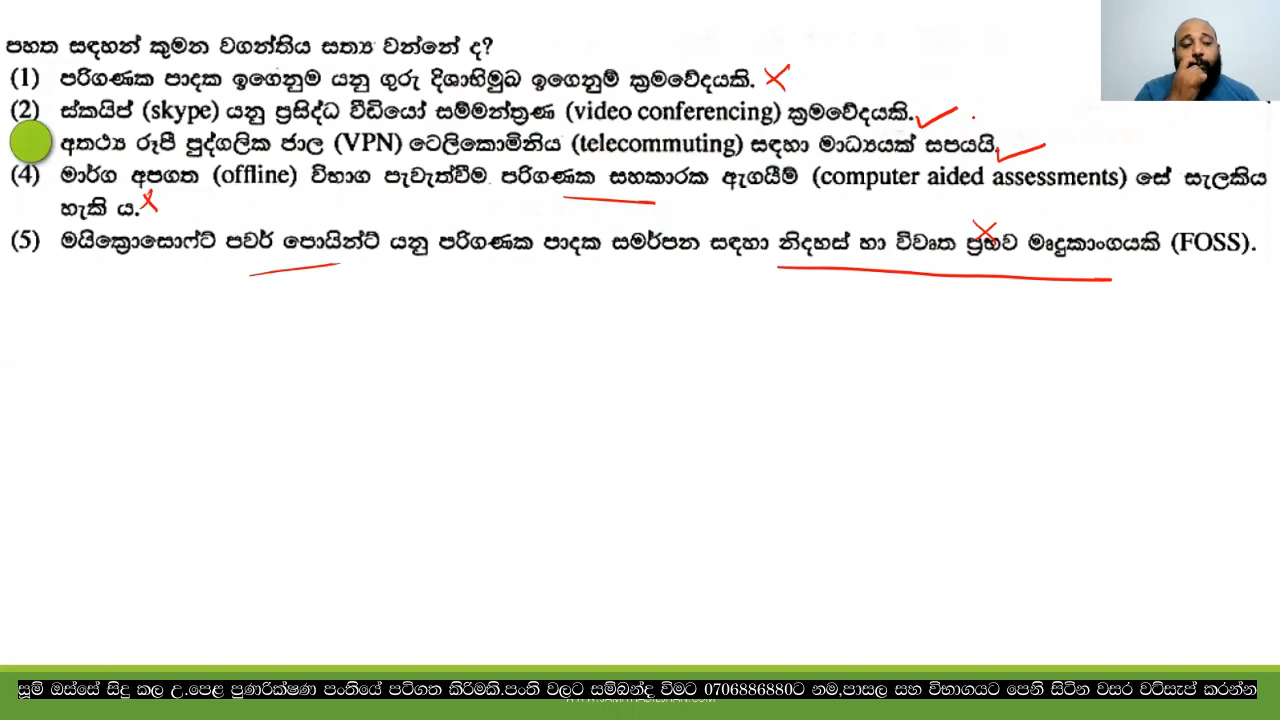 පහත සඳහන් කුමන වගන්තිය සත්‍ය වන්නේ ද?
(1) පරිගණක පාදක ඉගෙනුම යනු ගුරු දිශාභිමුඛ ඉගෙනුම් ක්‍රමවේදයකි.
(2) ස්කයිප් (skype) යනු ප්‍රසිද්ධ වීඩියෝ සම්මන්ත්‍රණ (video conferencing) ක්‍රමවේදයකි.
අතථ්‍ය රූපී පුද්ගලික ජාල (VPN) ටෙලිකොමිනිය (telecommuting) සඳහා මාධ්‍යයක් සපයයි.
(4) මාර්ග අපගත (offline) විභාග පැවැත්වීම පරිගණක සහකාරක ඇගයීම් (computer aided assessments) සේ සැලකිය
හැකි ය.
(5) මයික්‍රොසොෆ්ට් පවර් පොයින්ට් යනු පරිගණක පාදක සමර්පන සඳහා නිදහස් හා විවෘත ප්‍රභව මෘදුකාංගයකි (FOSS).
සූම් ඔස්සේ සිදු කල උ.පෙළ පුණරීක්ෂණ පංතියේ පටිගත කිරීමකි.පංති වලට සම්බන්ද වීමට 0706886880ට නම,පාසල සහ විභාගයට පෙනී සිටින වසර වට්සැප් කරන්න